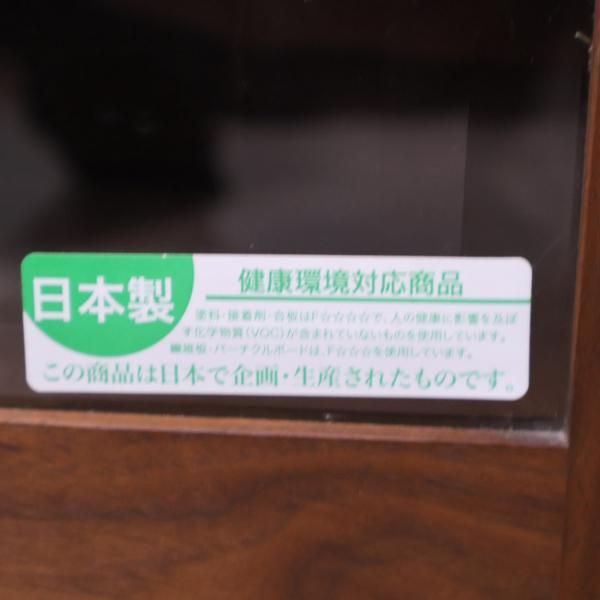 日本製
健康環境対応商品
塗料・接着剤・合板はF☆☆☆☆で、人の健康に影響を及ぼ
す化学物質(VOC)が含まれていないものを使用しています。
繊維板・パーチクルボードは、F☆☆☆を使用しています。
この商品は日本で企画・生産されたものです。